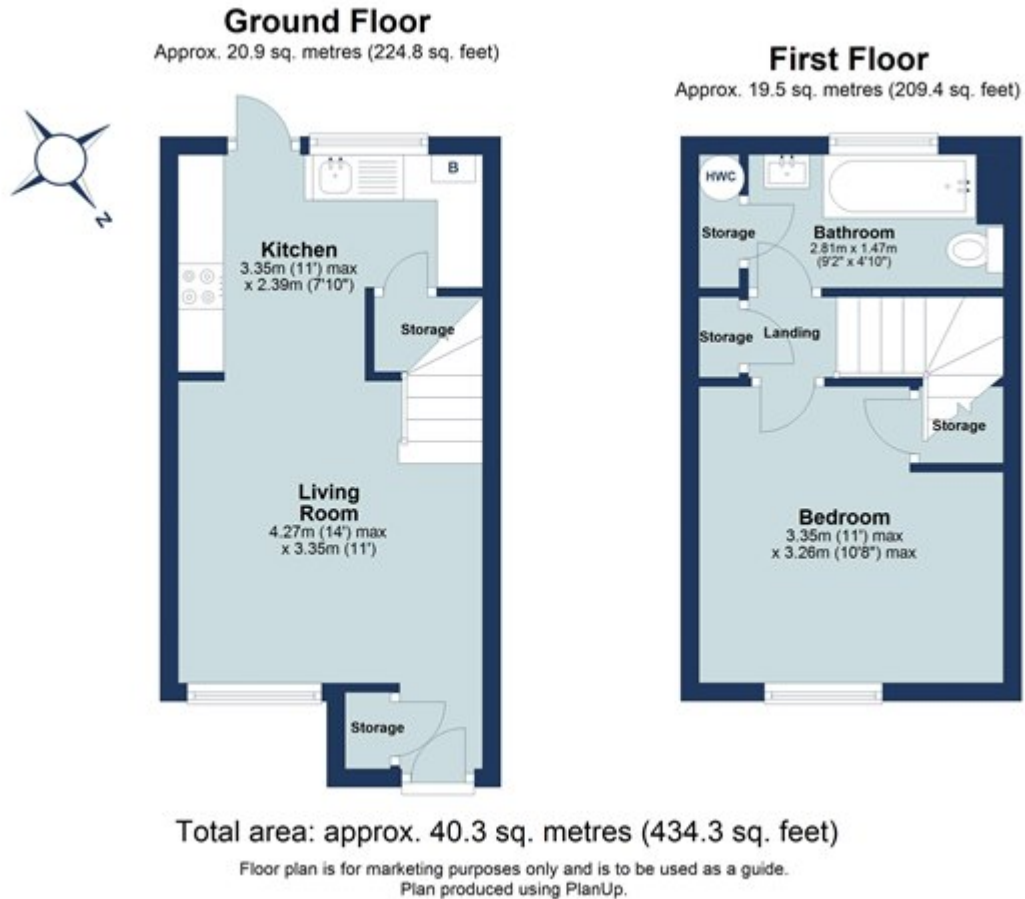 Ground Floor
Approx. 20.9 sq. metres (224.8 sq. feet)
N
B
Kitchen
3.35m (11') max
x 2.39m (7'10")
Storage
Living
Room
4.27m (14') max
x 3.35m (11')
Storage
First Floor
Approx. 19.5 sq. metres (209.4 sq. feet)
HWC
Storage
Bathroom
2.81m x 1.47m
(9'2" x 4'10")
Storage
Landing
Storage
Bedroom
3.35m (11') max
x 3.26m (10'8") max
Total area: approx. 40.3 sq. metres (434.3 sq. feet)
Floor plan is for marketing purposes only and is to be used as a guide.
Plan produced using PlanUp.